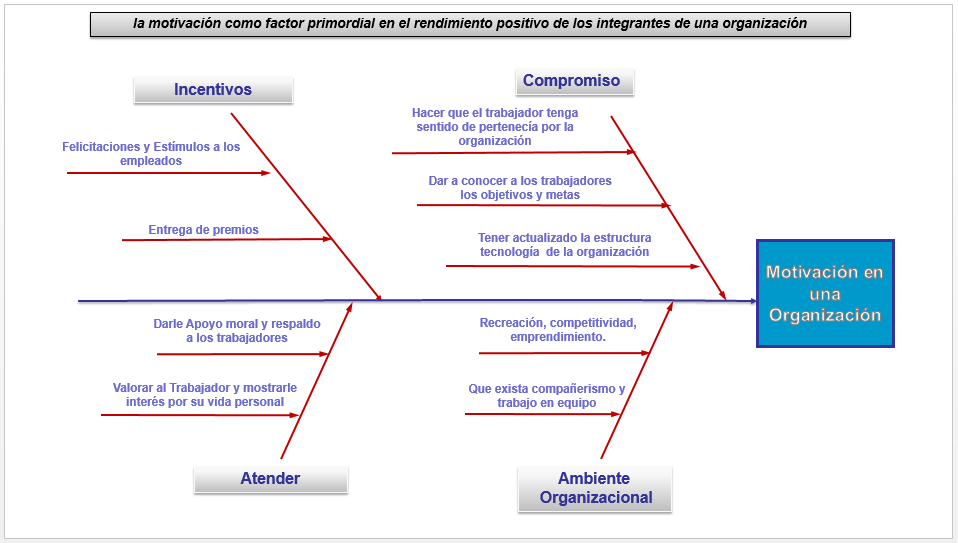 la motivación como factor primordial en el rendimiento positivo de los integrantes de una organización
Incentivos
Felicitaciones y Estímulos a los
empleados
Entrega de premios
Compromiso
Hacer que el trabajador tenga
sentido de pertenecía por la
organización
Dar a conocer a los trabajadores
los objetivos y metas
Tener actualizado la estructura
tecnología de la organización
Motivación en
una
Organización
Darle Apoyo moral y respaldo
a los trabajadores
Valorar al Trabajador y mostrarle
interés por su vida personal
Atender
Recreación, competitividad,
emprendimiento.
Que exista compañerismo y
trabajo en equipo
Ambiente
Organizacional